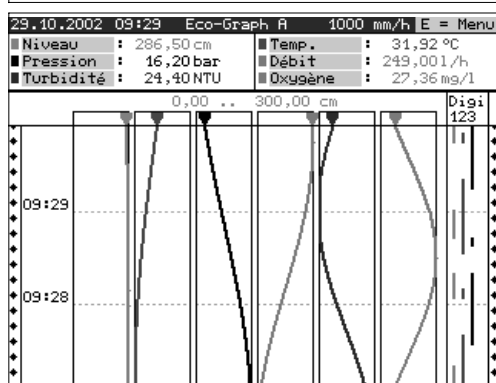 29.10.2002 09:29 Eco-Graph A 1000 mm/h E = Menu
Niveau : 286,50 cm Temp. : 31,92 °C
Pression : 16,20 bar Débit : 249,00 l/h
Turbidité : 24,40 NTU Oxygène : 27,36 mg/l
0,00 .. 300,00 cm Digi
123
09:29
09:28